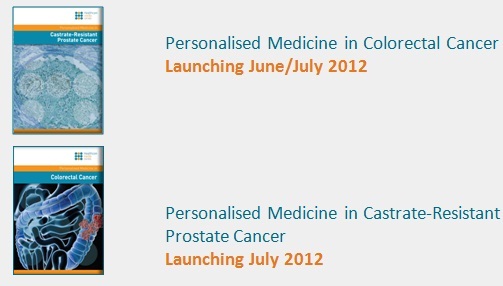 Castrate-Resistant
Prostate Cancer
Personalised Medicine in Colorectal Cancer
Launching June/July 2012
Colorectal Cancer
Personalised Medicine in Castrate-Resistant
Prostate Cancer
Launching July 2012